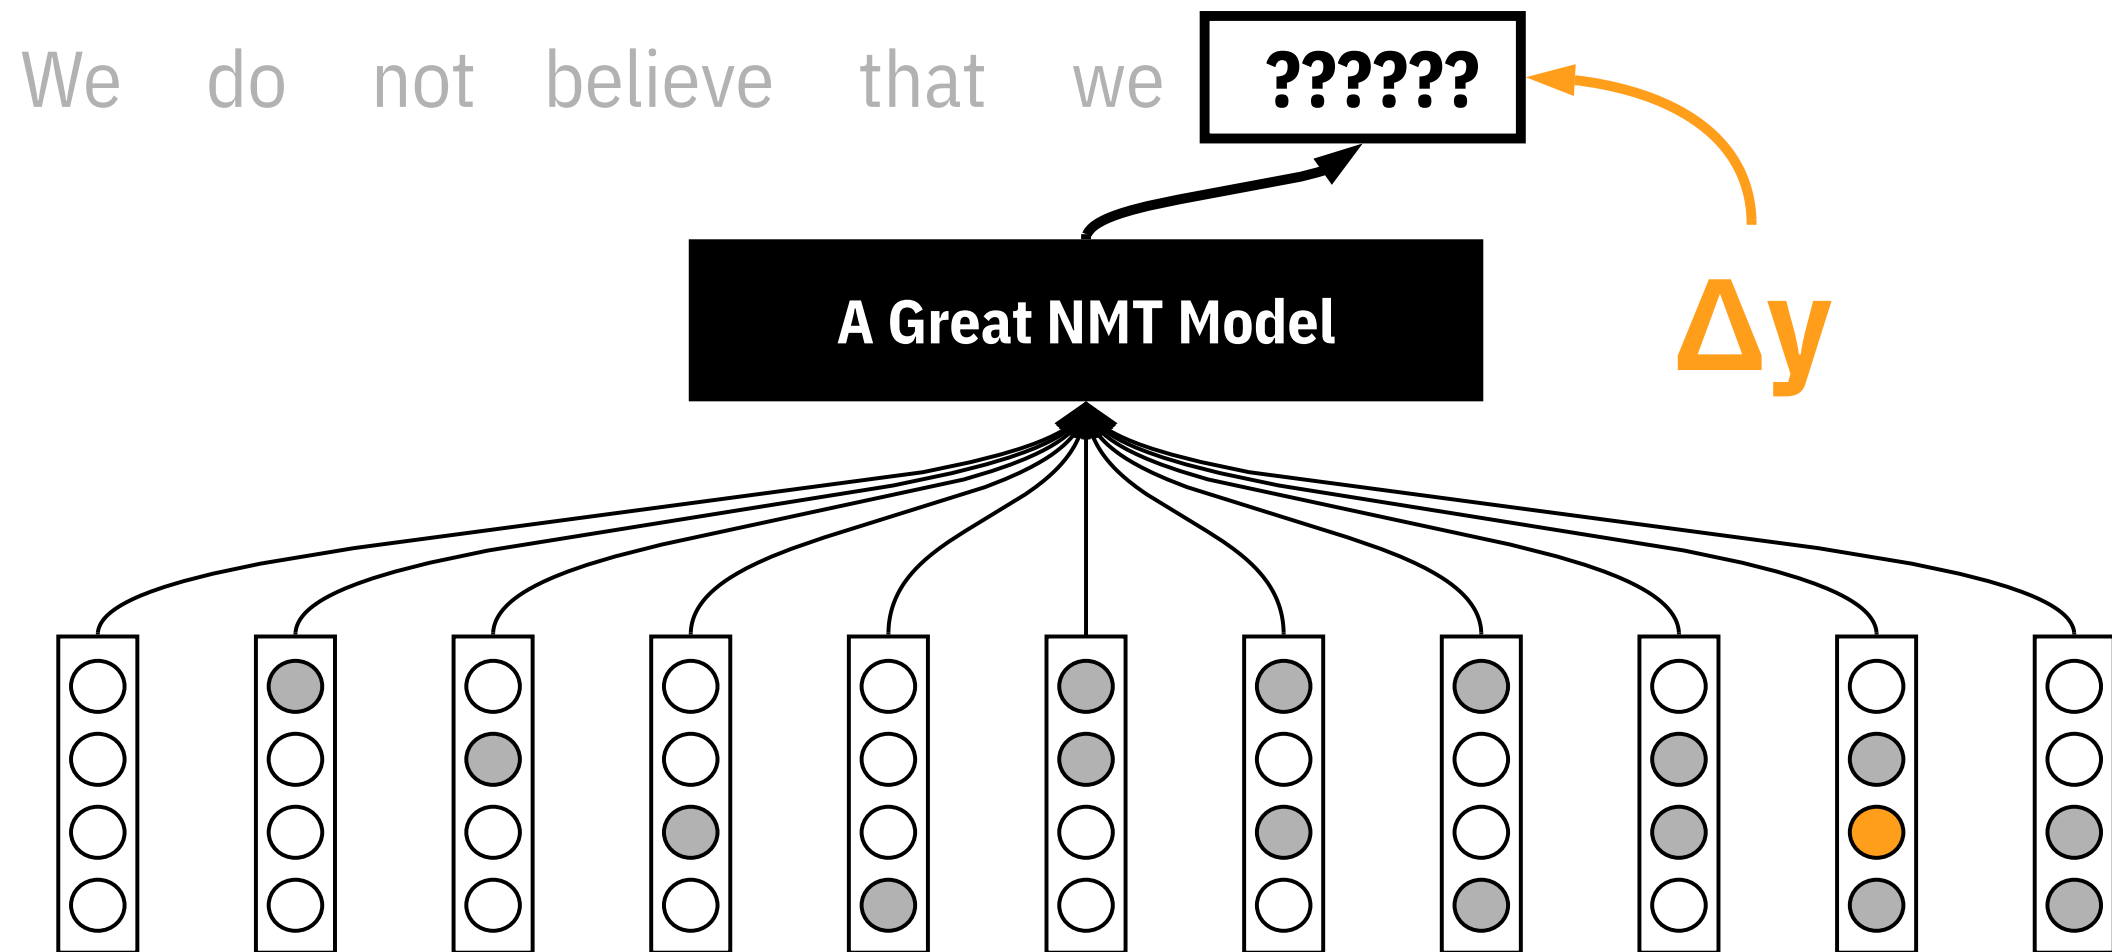 We do not believe that we ??????
A Great NMT Model
Δy